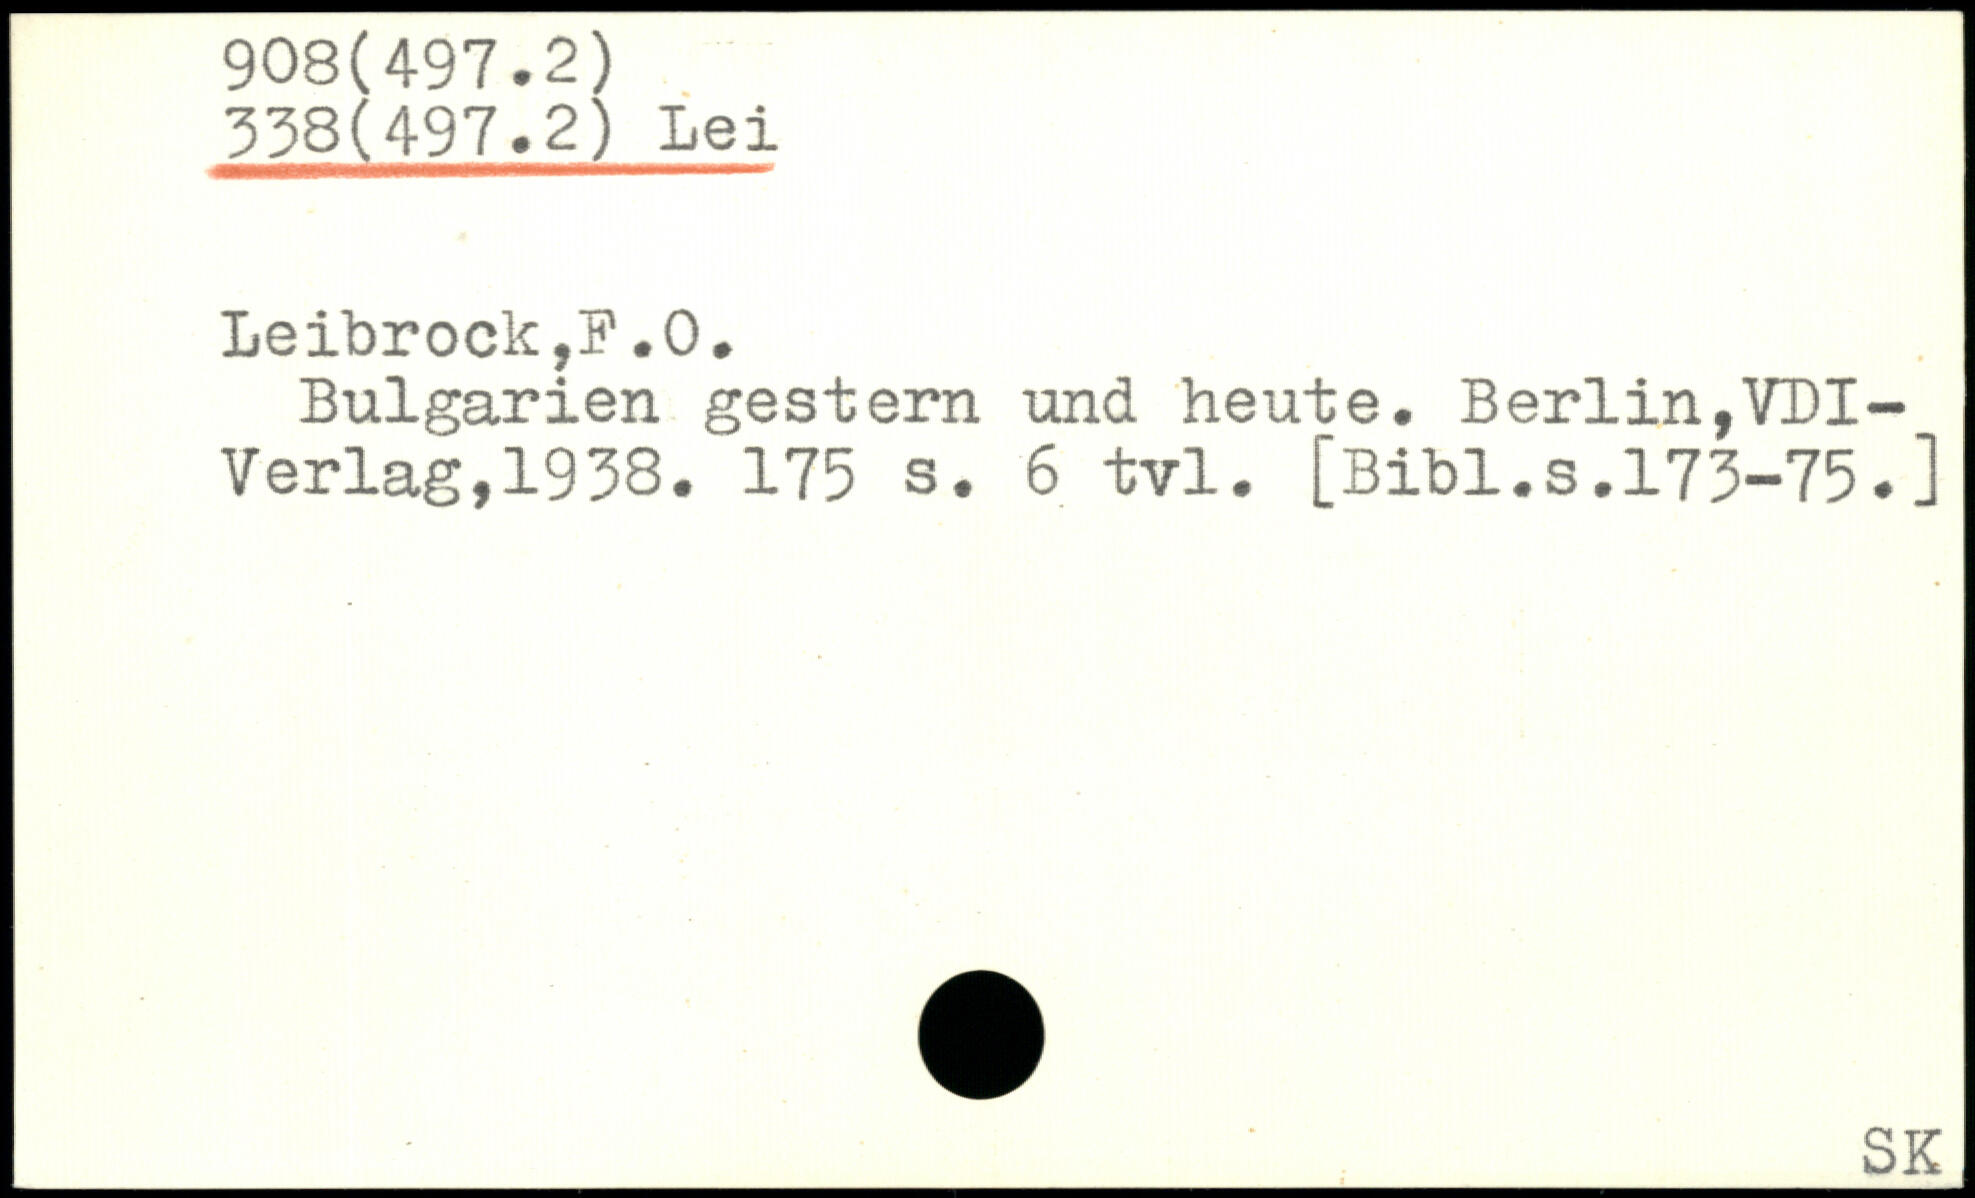 908(497.2)
338(497.2) Lei
Leibrock,F.O.
Bulgarien gestern und heute. Berlin,VDI-
Verlag,1938. 175 s. 6 tvl. [Bibl.s.173-75.]
SK